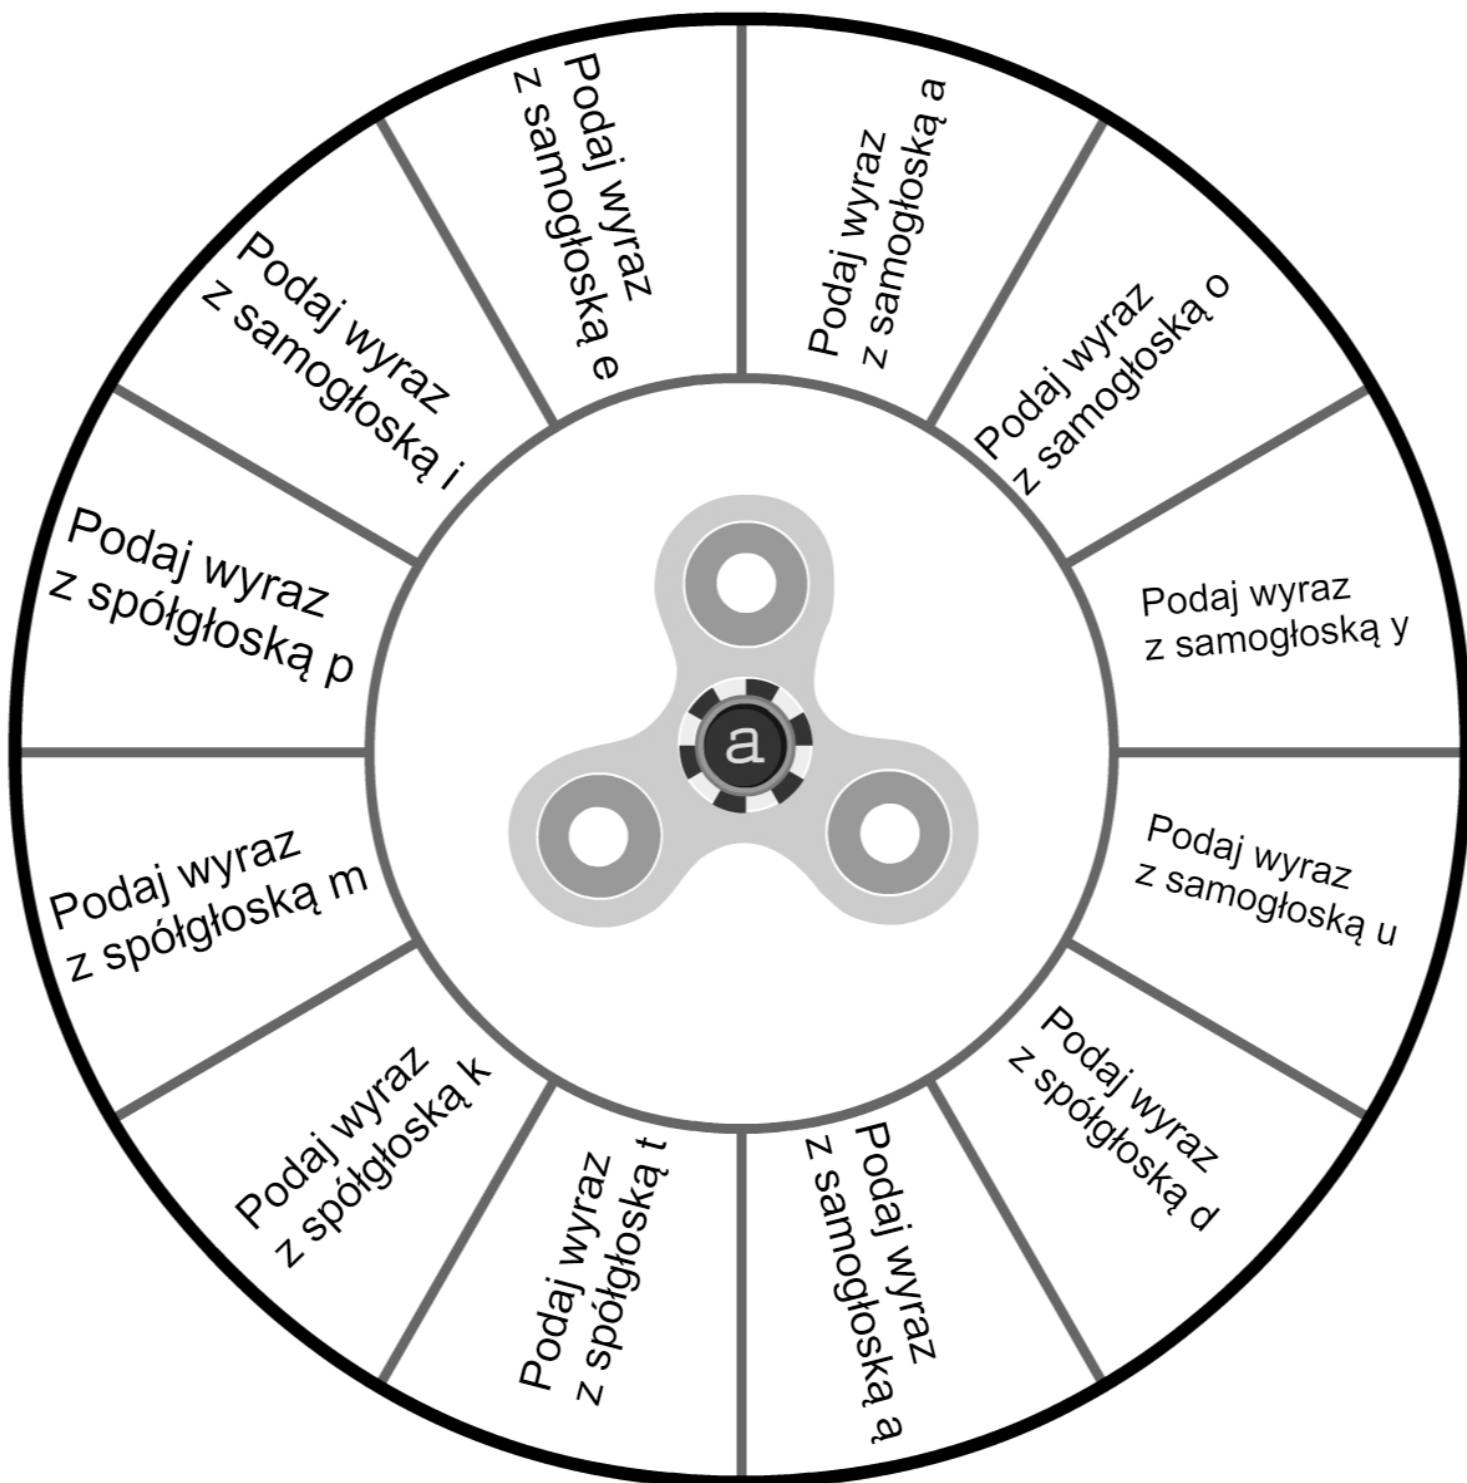 Podaj wyraz
z samogłoską a
Podaj wyraz
z samogłoską o
Podaj wyraz
z samogłoską y
Podaj wyraz
z samogłoską u
Podaj wyraz
z spółgłoską d
Podaj wyraz
z samogłoską ą
Podaj wyraz
z spółgłoską t
Podaj wyraz
z spółgłoską k
Podaj wyraz
z spółgłoską m
Podaj wyraz
z spółgłoską p
Podaj wyraz
z samogłoską i
Podaj wyraz
z samogłoską e
a